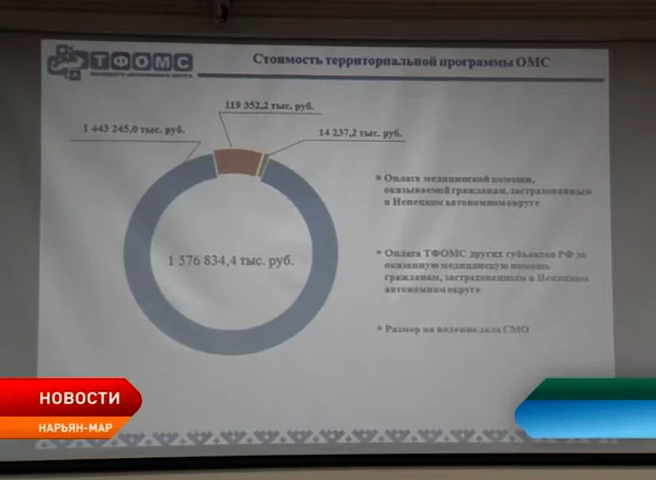 ТФОМС
Стоимость территориальной программы ОМС
119 352,2 тыс. руб.
1 443 245,0 тыс. руб.
14 237,2 тыс. руб.
1 576 834,4 тыс. руб.
Оплата медицинской помощи,
оказываемой гражданам, застрахованным
в Ненецком автономном округе
Оплата ТФОМС других субъектов РФ за
оказанную медицинскую помощь
гражданам, застрахованным в Ненецком
автономном округе
Размер на ведение дела СМО
НОВОСТИ
НАРЬЯН-МАР